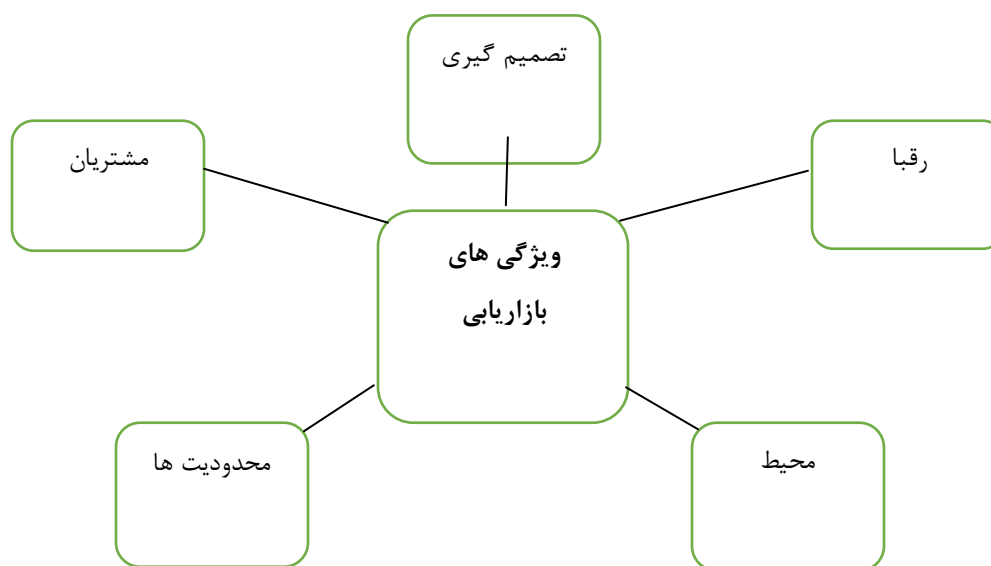 تصمیم گیری
رقبا
مشتریان
ویژگی های
بازاریابی
محیط
محدودیت ها